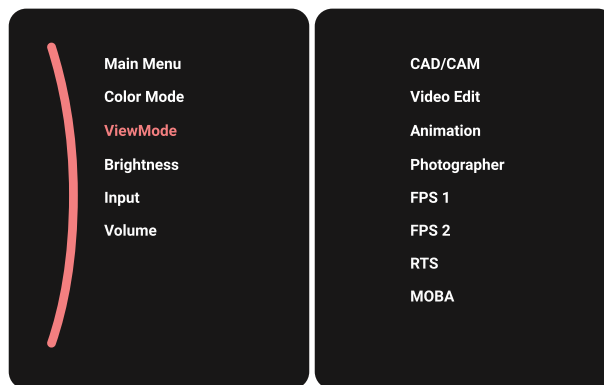 Main Menu
Color Mode
ViewMode
Brightness
Input
Volume
CAD/CAM
Video Edit
Animation
Photographer
FPS 1
FPS 2
RTS
MOBA